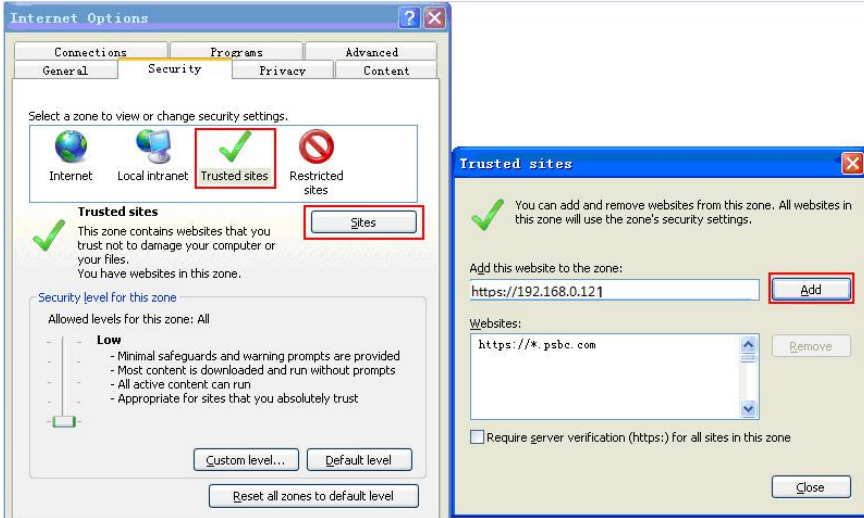 Internet Options
Connections Programs Advanced
General Security Privacy Content
Select a zone to view or change security settings.
Internet Local intranet Trusted sites Restricted
sites
Trusted sites
Sites
This zone contains websites that you
trust not to damage your computer or
your files.
You have websites in this zone.
Security level for this zone
Allowed levels for this zone: All
Low
- Minimal safeguards and warning prompts are provided
- Most content is downloaded and run without prompts
- All active content can run
- Appropriate for sites that you absolutely trust
Custom level... Default level
Reset all zones to default level
Trusted sites
You can add and remove websites from this zone. All websites in
this zone will use the zone's security settings.
Add this website to the zone:
https://192.168.0.121 Add
Websites:
https://*.psbc.com Remove
Require server verification (https:) for all sites in this zone
Close